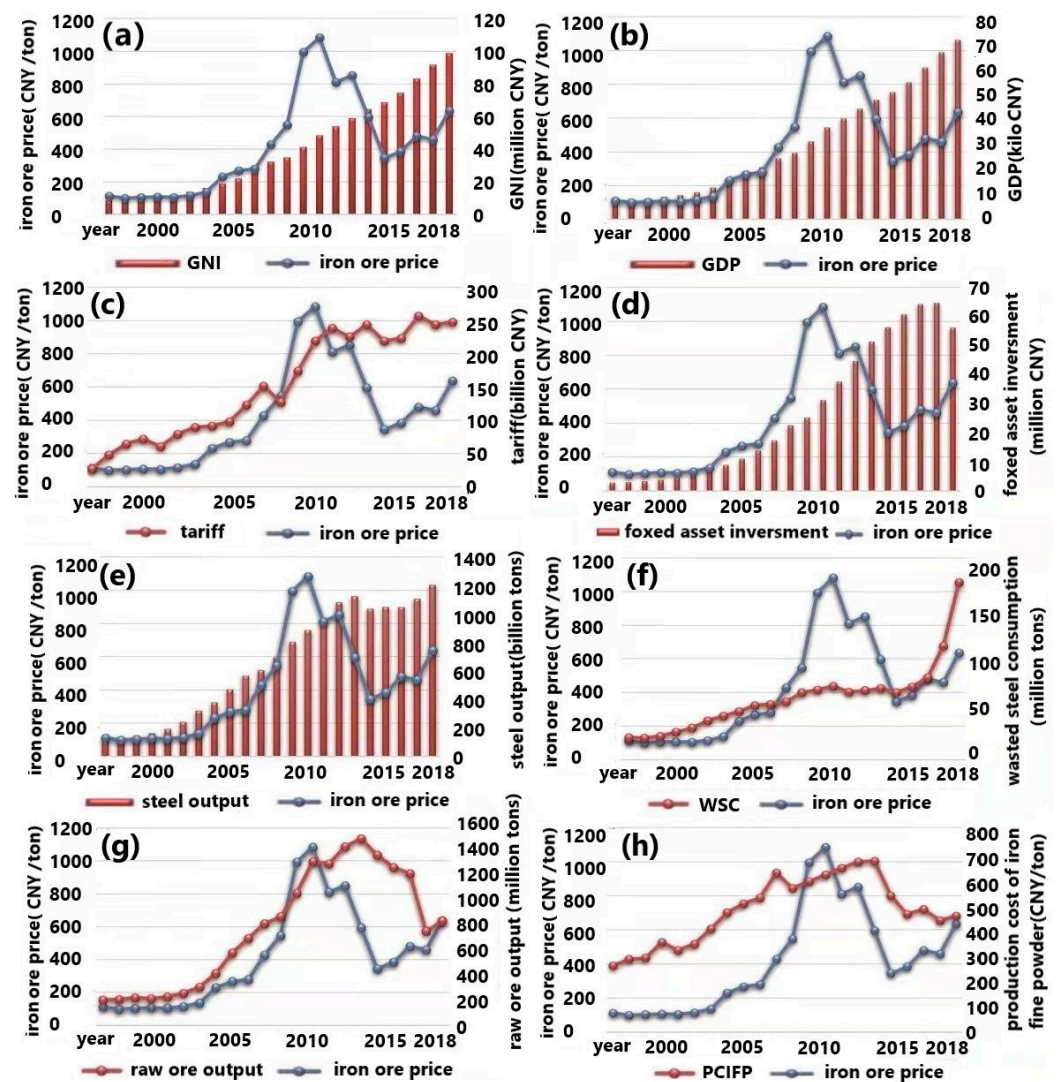 (a)
iron ore price( CNY /ton)
1200
1000
800
600
400
200
0
120
100
80
60
40
20
0
GNI(million CNY)
year 2000 2005 2010 2015 2018
GNI iron ore price
(b)
iron ore price( CNY /ton)
1200
1000
800
600
400
200
0
80
70
60
50
40
30
20
10
0
GDP(kilo CNY)
year 2000 2005 2010 2015 2018
GDP iron ore price
(c)
iron ore price( CNY /ton)
1200
1000
800
600
400
200
0
300
250
200
150
100
50
0
tariff(billion CNY)
year 2000 2005 2010 2015 2018
tariff iron ore price
(d)
iron ore price( CNY /ton)
1200
1000
800
600
400
200
0
70
60
50
40
30
20
10
0
foxed asset inversment
(million CNY)
year 2000 2005 2010 2015 2018
foxed asset inversment iron ore price
(e)
iron ore price( CNY /ton)
1200
1000
800
600
400
200
0
1400
1200
1000
800
600
400
200
0
steel output(billion tons)
year 2000 2005 2010 2015 2018
steel output iron ore price
(f)
iron ore price( CNY /ton)
1200
1000
800
600
400
200
0
200
150
100
50
0
wasted steel consumption
(million tons)
year 2000 2005 2010 2015 2018
WSC iron ore price
(g)
iron ore price( CNY /ton)
1200
1000
800
600
400
200
0
1600
1400
1200
1000
800
600
400
200
0
raw ore output (million tons)
year 2000 2005 2010 2015 2018
raw ore output iron ore price
(h)
iron ore price( CNY /ton)
1200
1000
800
600
400
200
0
800
700
600
500
400
300
200
100
0
production cost of iron
fine powder(CNY/ton)
year 2000 2005 2010 2015 2018
PCIFP iron ore price